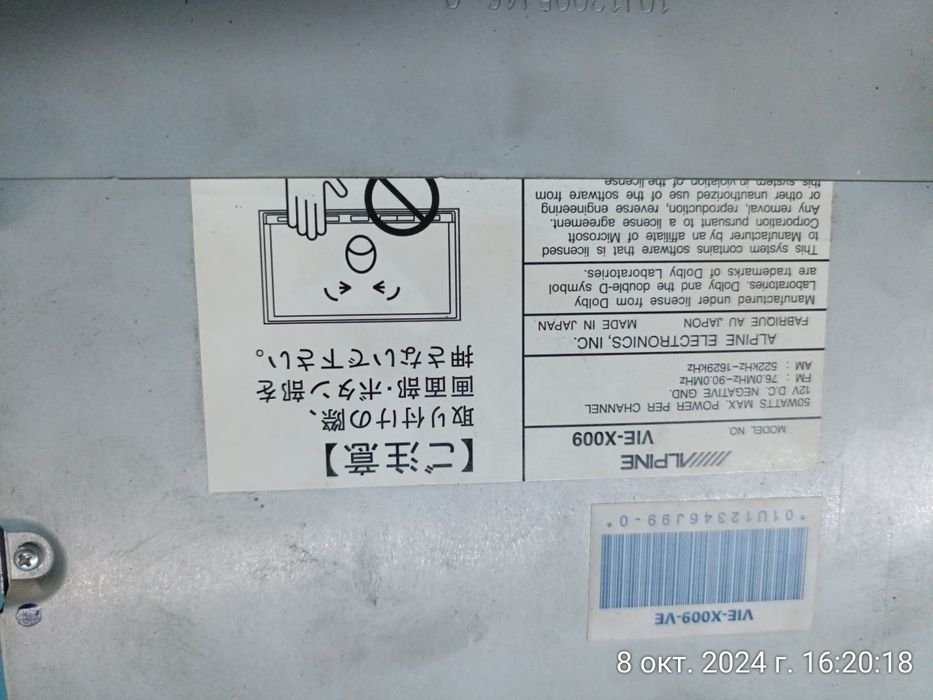 VIE-X009-VE
*01U12346J99-0*
ALPINE
MODEL NO. VIE-X009
50WATTS MAX. POWER PER CHANNEL
12V D.C. NEGATIVE GND.
FM : 76.0MHz-90.0MHz
AM : 522kHz-1629kHz
ALPINE ELECTRONICS, INC.
FABRIQUE AU JAPON MADE IN JAPAN
Manufactured under license from Dolby
Laboratories. Dolby and the double-D symbol
are trademarks of Dolby Laboratories.
This system contains software that is licensed
to Manufacturer by an affiliate of Microsoft
Corporation pursuant to a license agreement.
Any removal, reproduction, reverse engineering
or other unauthorized use of the software from
this system in violation of the license
【ご注意】
取り付けの際、
画面部・ボタン部を
押さないで下さい。
8 окт. 2024 г. 16:20:18